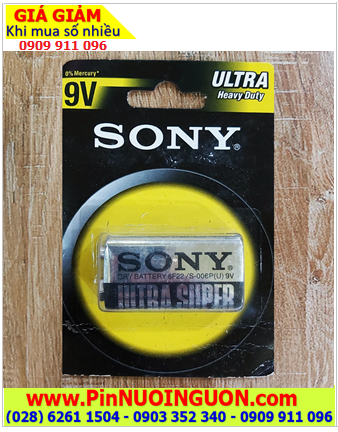 GIÁ GIẢM
Khi mua số nhiều
0909 911 096
0% Mercury*
9V
ULTRA
Heavy Duty
SONY®
SONY®
DRY BATTERY 6F22/S-006P(U) 9V
ULTRA SUPER
www.PinNUOINGUON.com
(028) 6261 1504 - 0903 352 340 - 0909 911 096